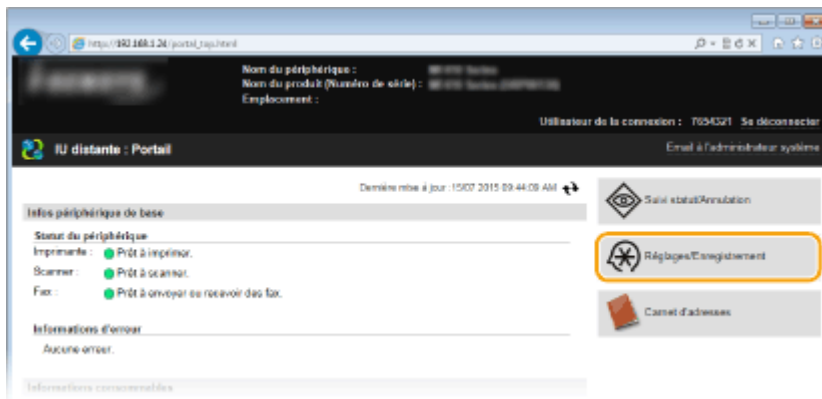 http://192.168.1.24/portal_top.html
Nom du périphérique :
Nom du produit (Numéro de série) :
Emplacement :
Utilisateur de la connexion : 7654321 Se déconnecter
IU distante : Portail
Email à l'administrateur système
Dernière mise à jour : 15/07 2015 09:44:09 AM
Infos périphérique de base
Statut du périphérique
Imprimante : Prêt à imprimer.
Scanner : Prêt à scanner.
Fax : Prêt à envoyer ou recevoir des fax.
Informations d'erreur
Aucune erreur.
Informations consommables
Suivi statut/Annulation
Réglages/Enregistrement
Carnet d'adresses